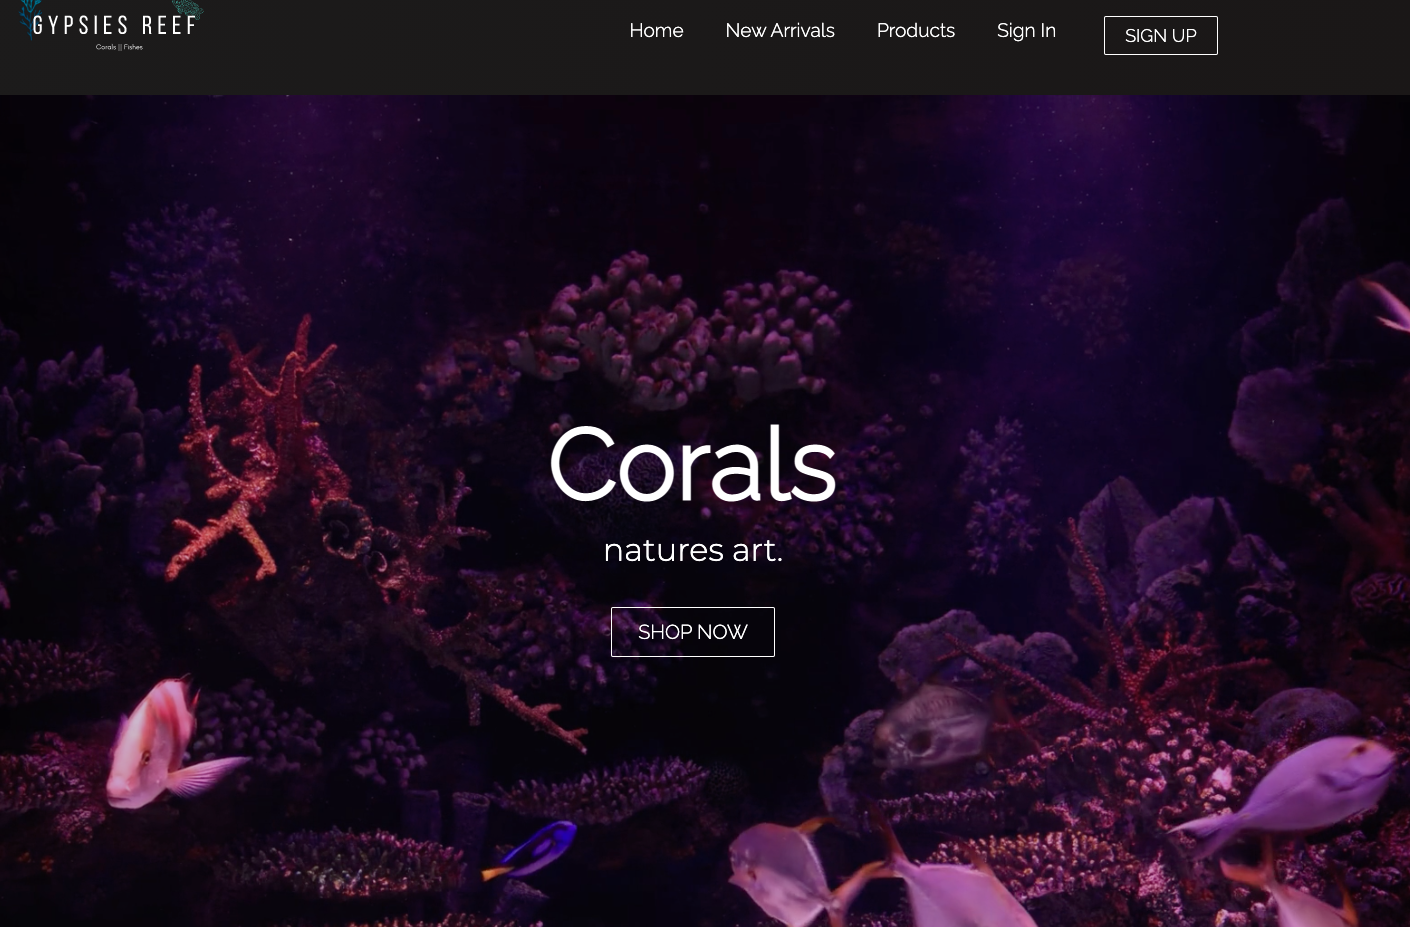 GYPSIES REEF
Corals || Fishes
Home New Arrivals Products Sign In SIGN UP
Corals
natures art.
SHOP NOW